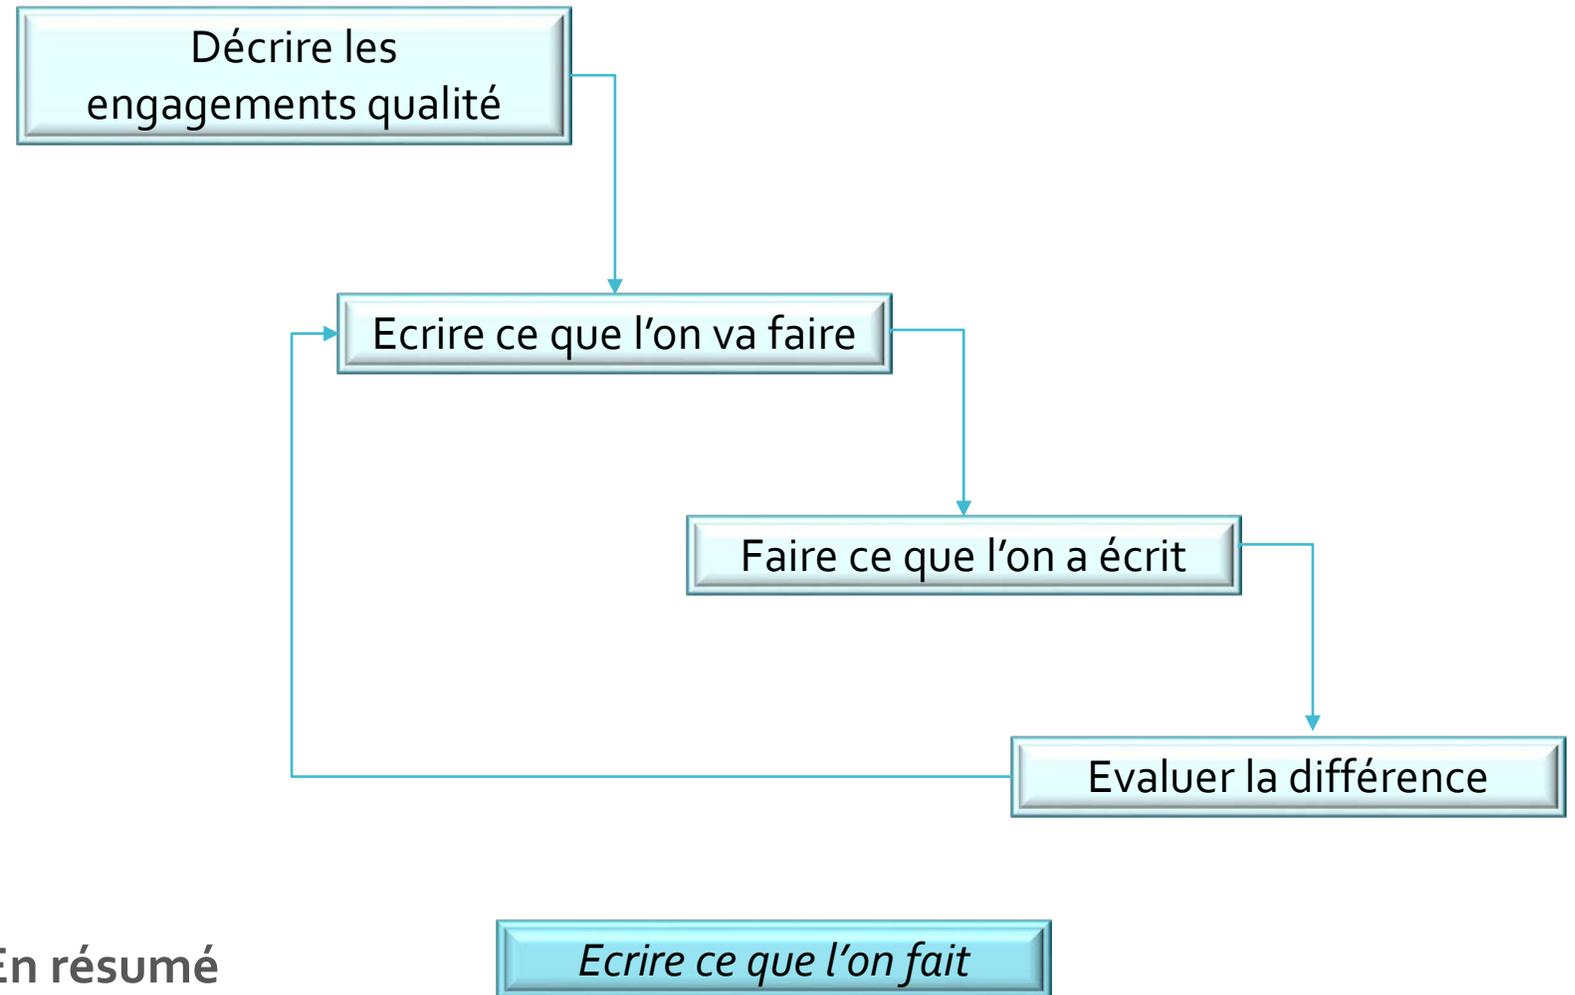 Décrire les
engagements qualité
Ecrire ce que l’on va faire
Faire ce que l’on a écrit
Evaluer la différence
En résumé
Ecrire ce que l’on fait